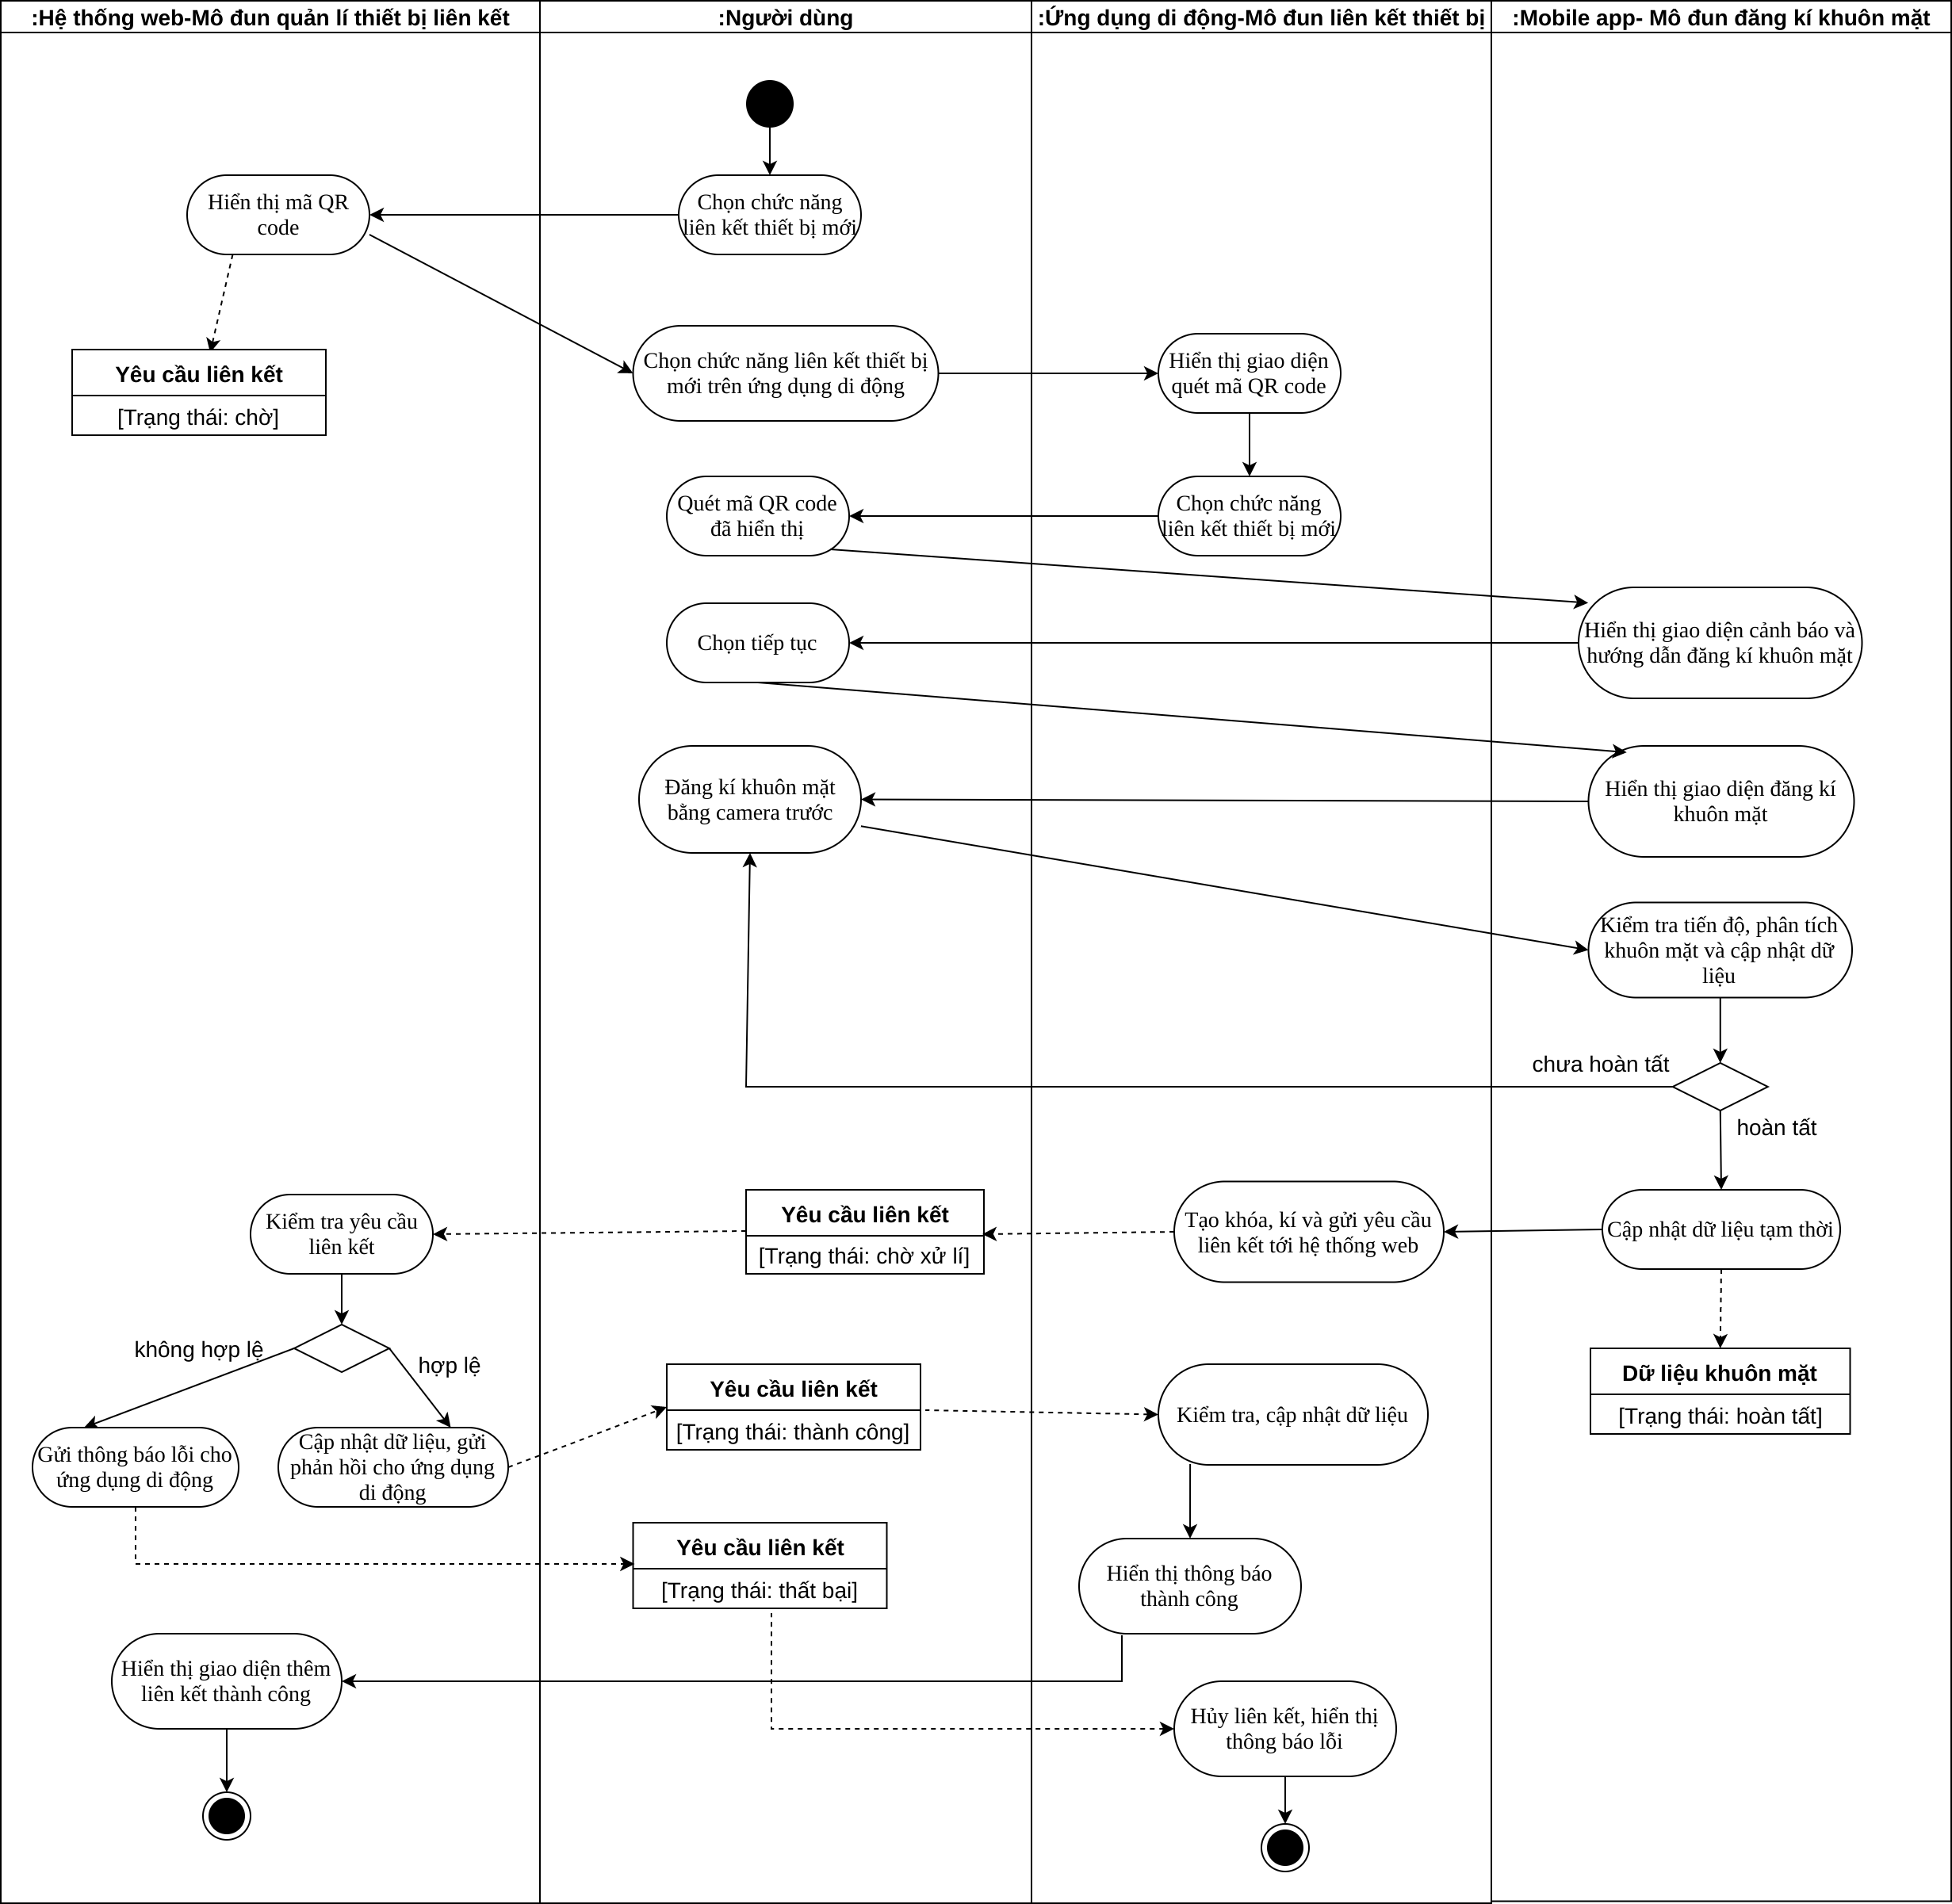 :Hệ thống web-Mô đun quản lí thiết bị liên kết
:Người dùng
:Ứng dụng di động-Mô đun liên kết thiết bị
:Mobile app- Mô đun đăng kí khuôn mặt
Hiển thị mã QR
code
Chọn chức năng
liên kết thiết bị mới
Yêu cầu liên kết
[Trạng thái: chờ]
Chọn chức năng liên kết thiết bị
mới trên ứng dụng di động
Hiển thị giao diện
quét mã QR code
Quét mã QR code
đã hiển thị
Chọn chức năng
liên kết thiết bị mới
Chọn tiếp tục
Hiển thị giao diện cảnh báo và
hướng dẫn đăng kí khuôn mặt
Đăng kí khuôn mặt
bằng camera trước
Hiển thị giao diện đăng kí
khuôn mặt
Kiểm tra tiến độ, phân tích
khuôn mặt và cập nhật dữ
liệu
chưa hoàn tất
hoàn tất
Kiểm tra yêu cầu
liên kết
Yêu cầu liên kết
[Trạng thái: chờ xử lí]
Tạo khóa, kí và gửi yêu cầu
liên kết tới hệ thống web
Cập nhật dữ liệu tạm thời
không hợp lệ
hợp lệ
Yêu cầu liên kết
[Trạng thái: thành công]
Kiểm tra, cập nhật dữ liệu
Dữ liệu khuôn mặt
[Trạng thái: hoàn tất]
Gửi thông báo lỗi cho
ứng dụng di động
Cập nhật dữ liệu, gửi
phản hồi cho ứng dụng
di động
Yêu cầu liên kết
[Trạng thái: thất bại]
Hiển thị thông báo
thành công
Hiển thị giao diện thêm
liên kết thành công
Hủy liên kết, hiển thị
thông báo lỗi